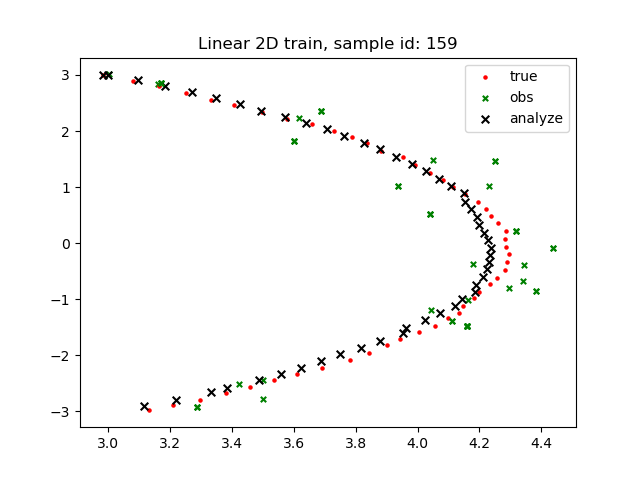 Linear 2D train, sample id: 159
true
obs
analyze
3
2
1
0
−1
−2
−3
3.0 3.2 3.4 3.6 3.8 4.0 4.2 4.4